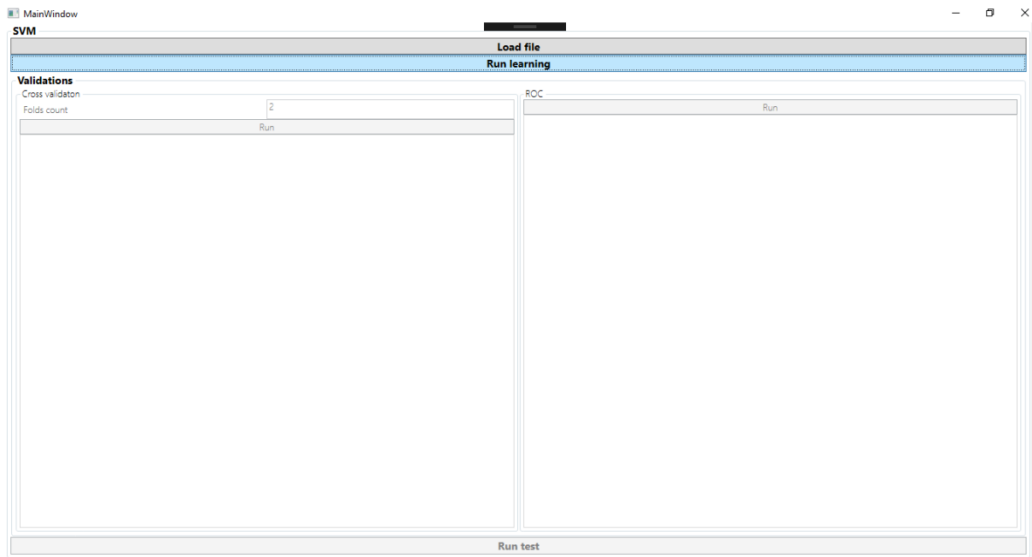 MainWindow
SVM
Load file
Run learning
Validations
Cross validaton
Folds count 2
Run
ROC
Run
Run test